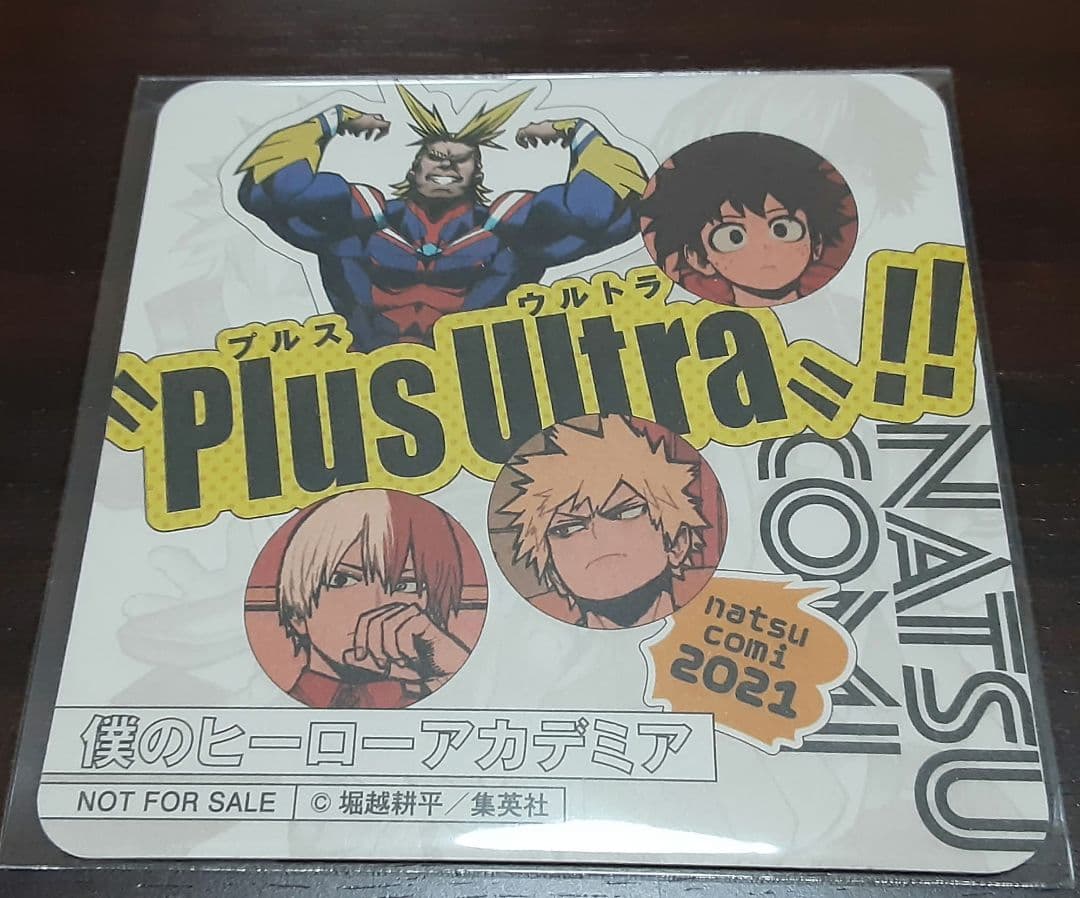 プルス ウルトラ
"Plus Ultra"!!
NATSU
COMI
natsu
comi
2021
僕のヒーローアカデミア
NOT FOR SALE
© 堀越耕平／集英社